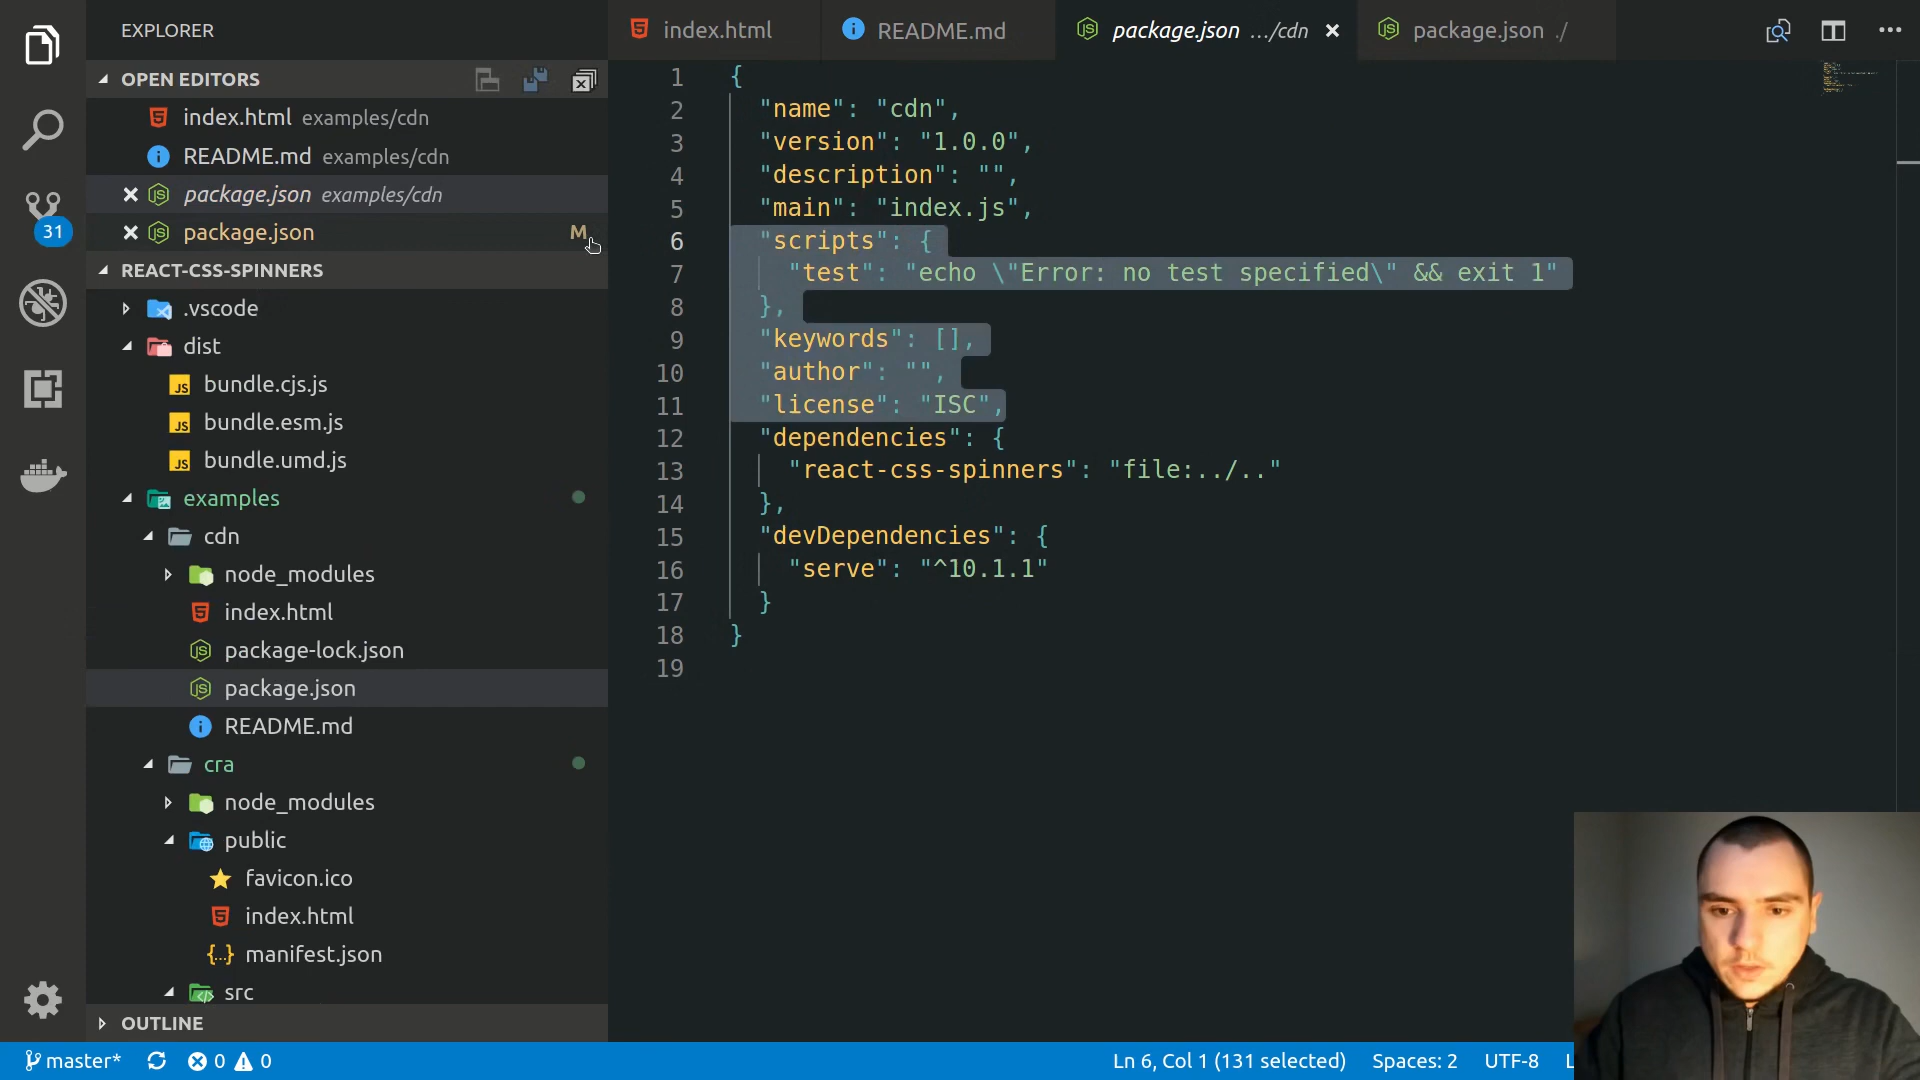 EXPLORER
OPEN EDITORS
index.html examples/cdn
README.md examples/cdn
package.json examples/cdn
package.json M
REACT-CSS-SPINNERS
.vscode
dist
JS bundle.cjs.js
JS bundle.esm.js
JS bundle.umd.js
examples
cdn
node_modules
index.html
package-lock.json
package.json
README.md
cra
node_modules
public
favicon.ico
index.html
manifest.json
src
OUTLINE
31
index.html
README.md
package.json …/cdn
package.json ./
1 {
2 "name": "cdn",
3 "version": "1.0.0",
4 "description": "",
5 "main": "index.js",
6 "scripts": {
7 "test": "echo \"Error: no test specified\" && exit 1"
8 },
9 "keywords": [],
10 "author": "",
11 "license": "ISC",
12 "dependencies": {
13 "react-css-spinners": "file:../.."
14 },
15 "devDependencies": {
16 "serve": "^10.1.1"
17 }
18 }
19
master* 0 0 Ln 6, Col 1 (131 selected) Spaces: 2 UTF-8